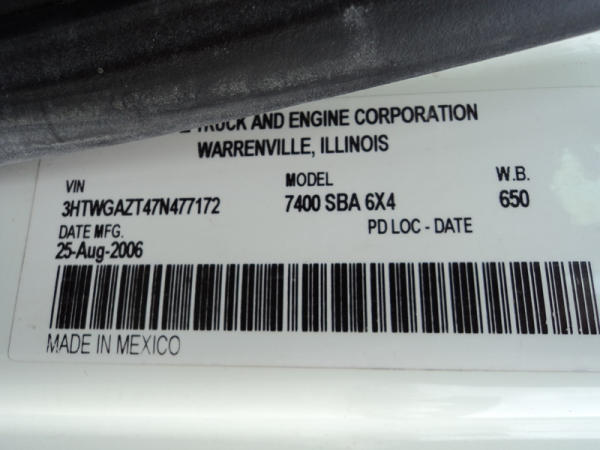 TRUCK AND ENGINE CORPORATION
WARRENVILLE, ILLINOIS
VIN MODEL W.B.
3HTWGAZT47N477172 7400 SBA 6X4 650
DATE MFG. PD LOC - DATE
25-Aug-2006
MADE IN MEXICO